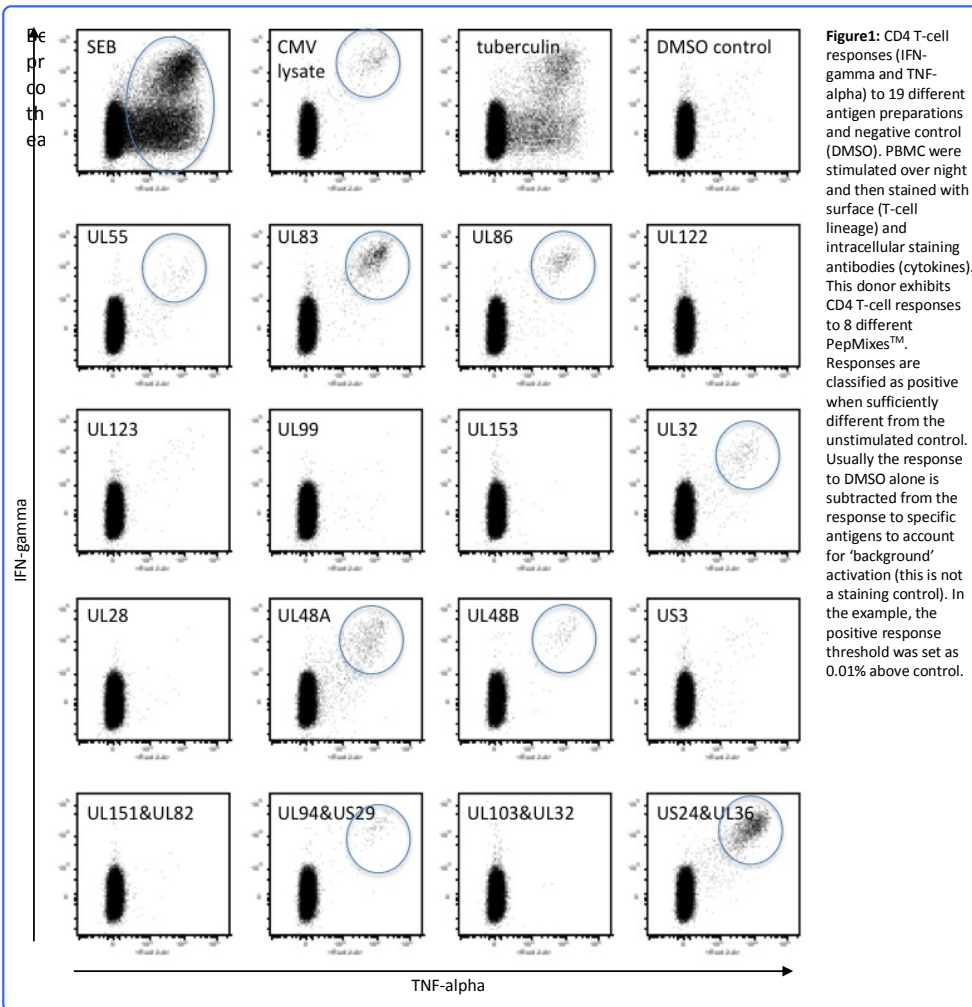 Be
pr
co
th
ea
SEB
CMV
lysate
tuberculin
DMSO control
UL55
UL83
UL86
UL122
UL123
UL99
UL153
UL32
UL28
UL48A
UL48B
US3
UL151&UL82
UL94&US29
UL103&UL32
US24&UL36
IFN-gamma
TNF-alpha
Figure1: CD4 T-cell
responses (IFN-
gamma and TNF-
alpha) to 19 different
antigen preparations
and negative control
(DMSO). PBMC were
stimulated over night
and then stained with
surface (T-cell
lineage) and
intracellular staining
antibodies (cytokines).
This donor exhibits
CD4 T-cell responses
to 8 different
PepMixes™.
Responses are
classified as positive
when sufficiently
different from the
unstimulated control.
Usually the response
to DMSO alone is
subtracted from the
response to specific
antigens to account
for ‘background’
activation (this is not
a staining control). In
the example, the
positive response
threshold was set as
0.01% above control.